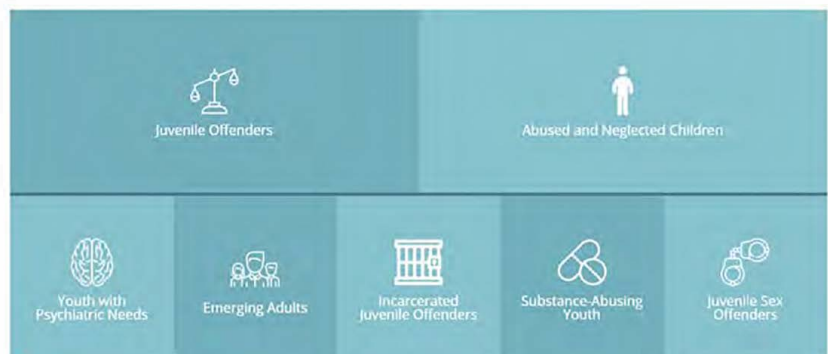 Juvenile Offenders
Abused and Neglected Children
Youth with
Psychiatric Needs
Emerging Adults
Incarcerated
Juvenile Offenders
Substance-Abusing
Youth
Juvenile Sex
Offenders